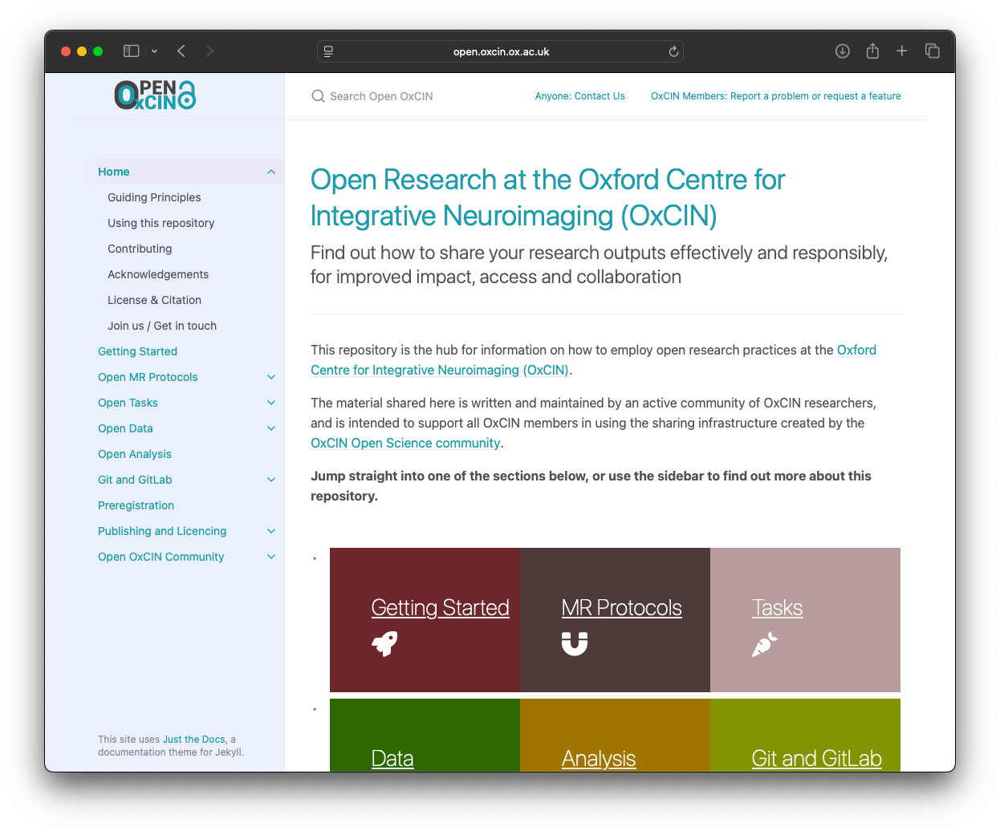 open.oxcin.ox.ac.uk
OPEN
OxCIN
Search Open OxCIN
Anyone: Contact Us
OxCIN Members: Report a problem or request a feature
Home
Guiding Principles
Using this repository
Contributing
Acknowledgements
License & Citation
Join us / Get in touch
Getting Started
Open MR Protocols
Open Tasks
Open Data
Open Analysis
Git and GitLab
Preregistration
Publishing and Licencing
Open OxCIN Community
This site uses Just the Docs, a
documentation theme for Jekyll.
Open Research at the Oxford Centre for
Integrative Neuroimaging (OxCIN)
Find out how to share your research outputs effectively and responsibly,
for improved impact, access and collaboration
This repository is the hub for information on how to employ open research practices at the Oxford
Centre for Integrative Neuroimaging (OxCIN).
The material shared here is written and maintained by an active community of OxCIN researchers,
and is intended to support all OxCIN members in using the sharing infrastructure created by the
OxCIN Open Science community.
Jump straight into one of the sections below, or use the sidebar to find out more about this
repository.
Getting Started
MR Protocols
Tasks
Data
Analysis
Git and GitLab